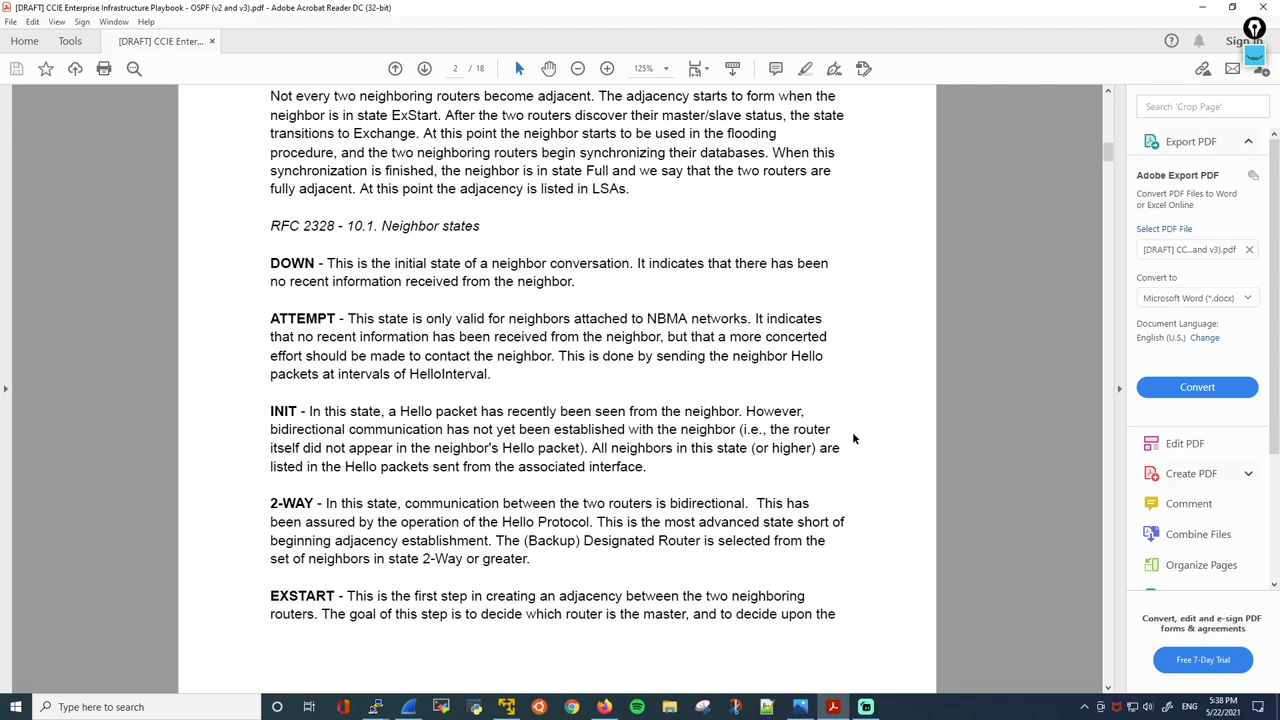 [DRAFT] CCIE Enterprise Infrastructure Playbook - OSPF (v2 and v3).pdf - Adobe Acrobat Reader DC (32-bit)
File Edit View Sign Window Help
Home Tools [DRAFT] CCIE Enter... × Sign In
2 / 18 125%
Not every two neighboring routers become adjacent. The adjacency starts to form when the
neighbor is in state ExStart. After the two routers discover their master/slave status, the state
transitions to Exchange. At this point the neighbor starts to be used in the flooding
procedure, and the two neighboring routers begin synchronizing their databases. When this
synchronization is finished, the neighbor is in state Full and we say that the two routers are
fully adjacent. At this point the adjacency is listed in LSAs.
RFC 2328 - 10.1. Neighbor states
DOWN - This is the initial state of a neighbor conversation. It indicates that there has been
no recent information received from the neighbor.
ATTEMPT - This state is only valid for neighbors attached to NBMA networks. It indicates
that no recent information has been received from the neighbor, but that a more concerted
effort should be made to contact the neighbor. This is done by sending the neighbor Hello
packets at intervals of HelloInterval.
INIT - In this state, a Hello packet has recently been seen from the neighbor. However,
bidirectional communication has not yet been established with the neighbor (i.e., the router
itself did not appear in the neighbor's Hello packet). All neighbors in this state (or higher) are
listed in the Hello packets sent from the associated interface.
2-WAY - In this state, communication between the two routers is bidirectional. This has
been assured by the operation of the Hello Protocol. This is the most advanced state short of
beginning adjacency establishment. The (Backup) Designated Router is selected from the
set of neighbors in state 2-Way or greater.
EXSTART - This is the first step in creating an adjacency between the two neighboring
routers. The goal of this step is to decide which router is the master, and to decide upon the
Search 'Crop Page'
Export PDF
Adobe Export PDF
Convert PDF Files to Word
or Excel Online
Select PDF File
[DRAFT] CC...and v3).pdf
Convert to
Microsoft Word (*.docx)
Document Language:
English (U.S.) Change
Convert
Edit PDF
Create PDF
Comment
Combine Files
Organize Pages
Convert, edit and e-sign PDF
forms & agreements
Free 7-Day Trial
Type here to search
5:38 PM
5/22/2021